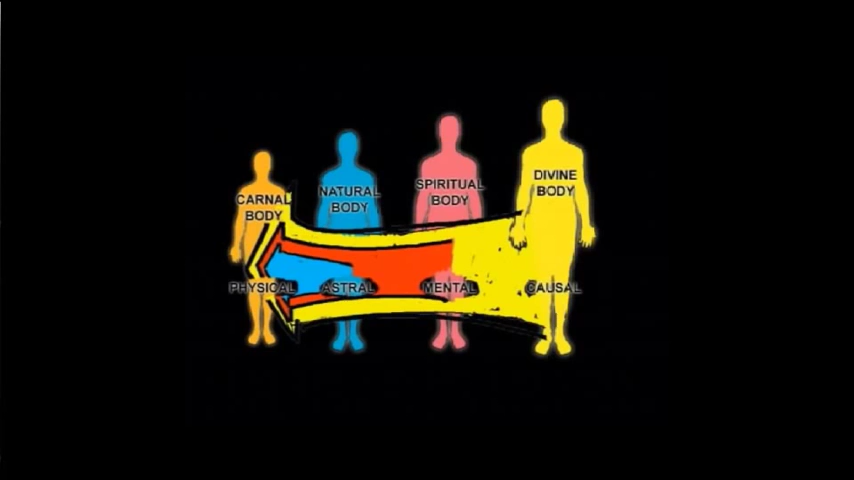 CARNAL
BODY
NATURAL
BODY
SPIRITUAL
BODY
DIVINE
BODY
PHYSICAL
ASTRAL
MENTAL
CAUSAL